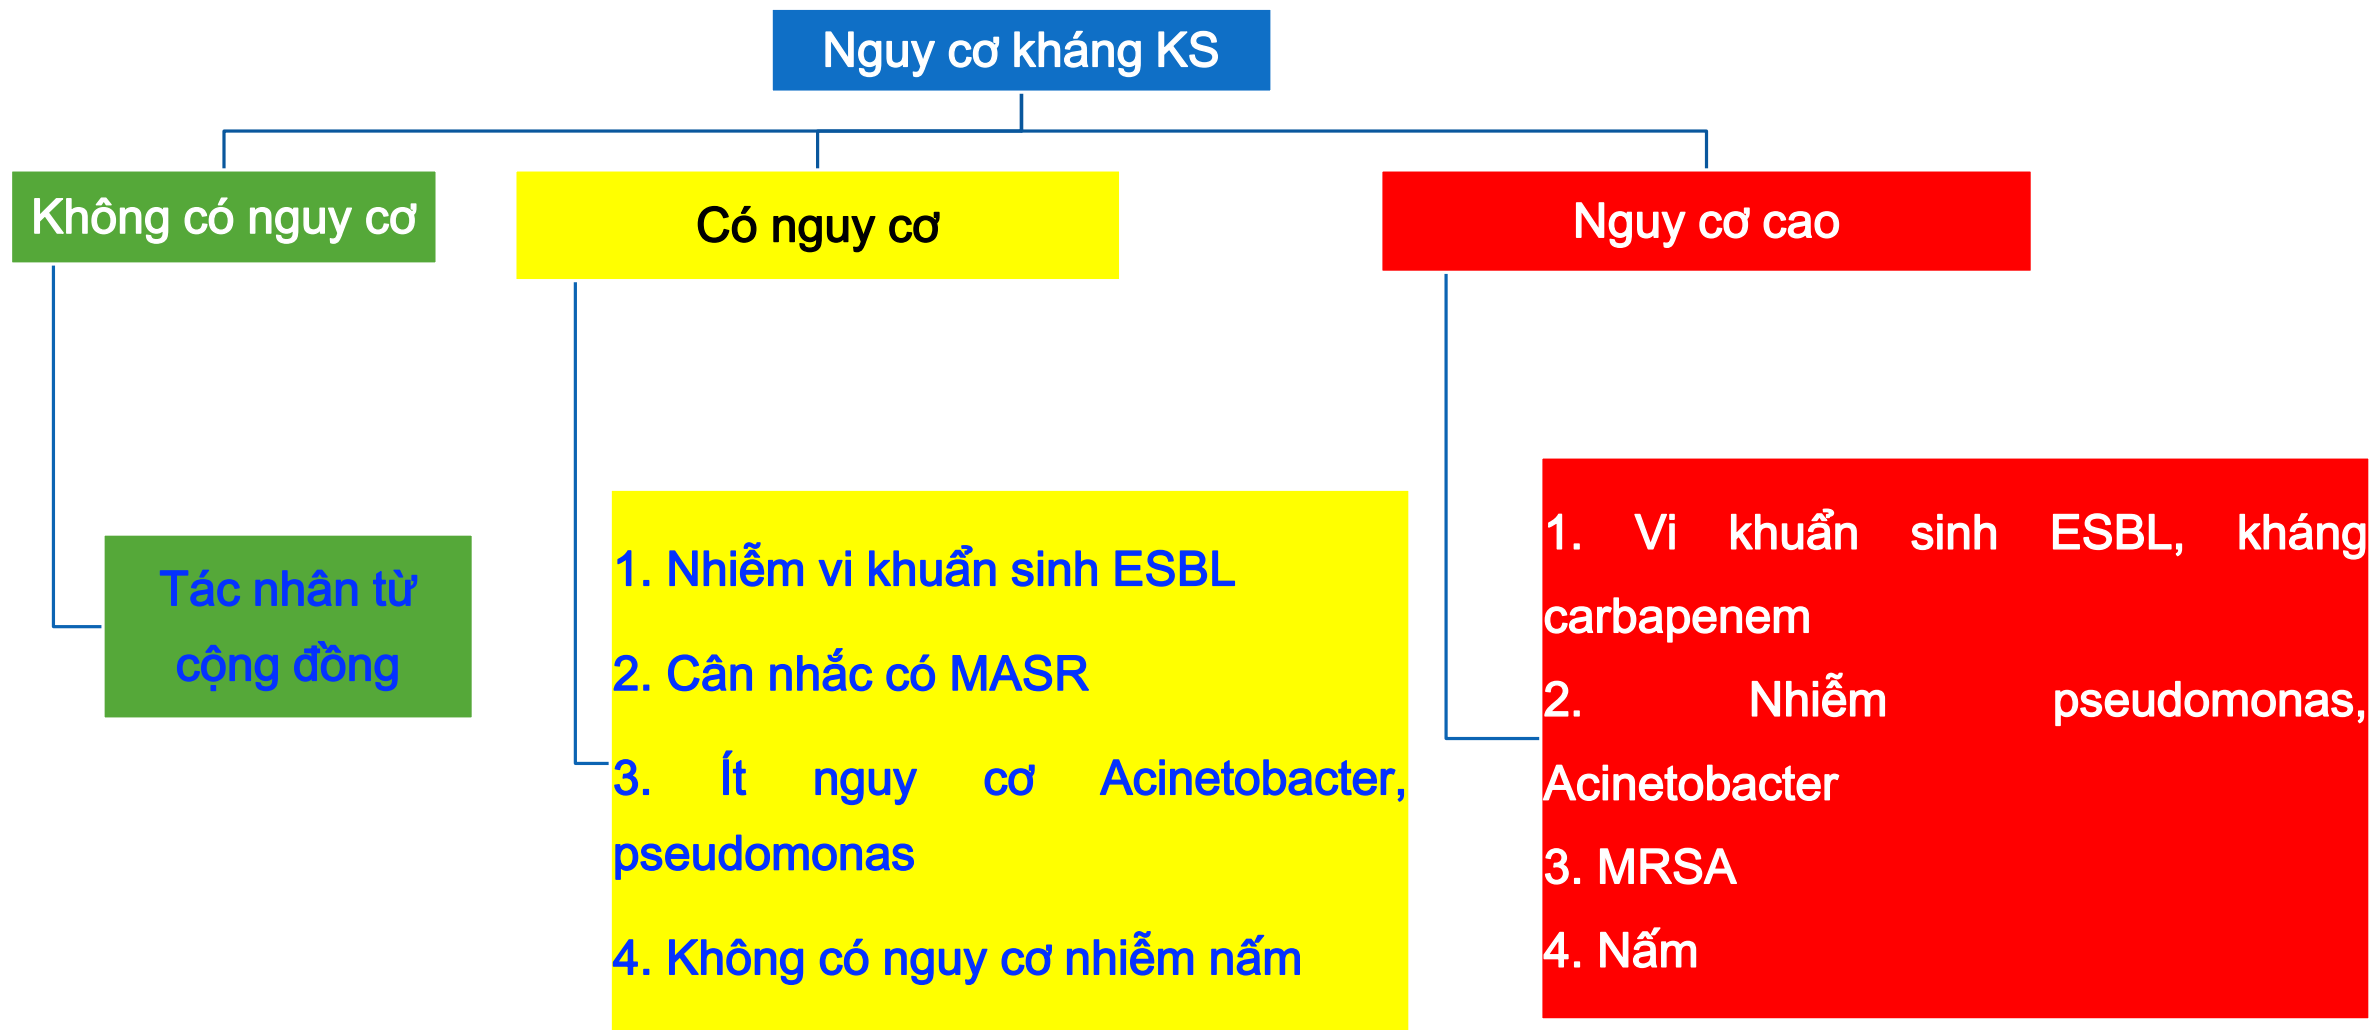 Nguy cơ kháng KS
Không có nguy cơ
Có nguy cơ
Nguy cơ cao
Tác nhân từ
cộng đồng
1. Nhiễm vi khuẩn sinh ESBL
2. Cân nhắc có MASR
3. Ít nguy cơ Acinetobacter,
pseudomonas
4. Không có nguy cơ nhiễm nấm
1. Vi khuẩn sinh ESBL, kháng
carbapenem
2. Nhiễm pseudomonas,
Acinetobacter
3. MRSA
4. Nấm